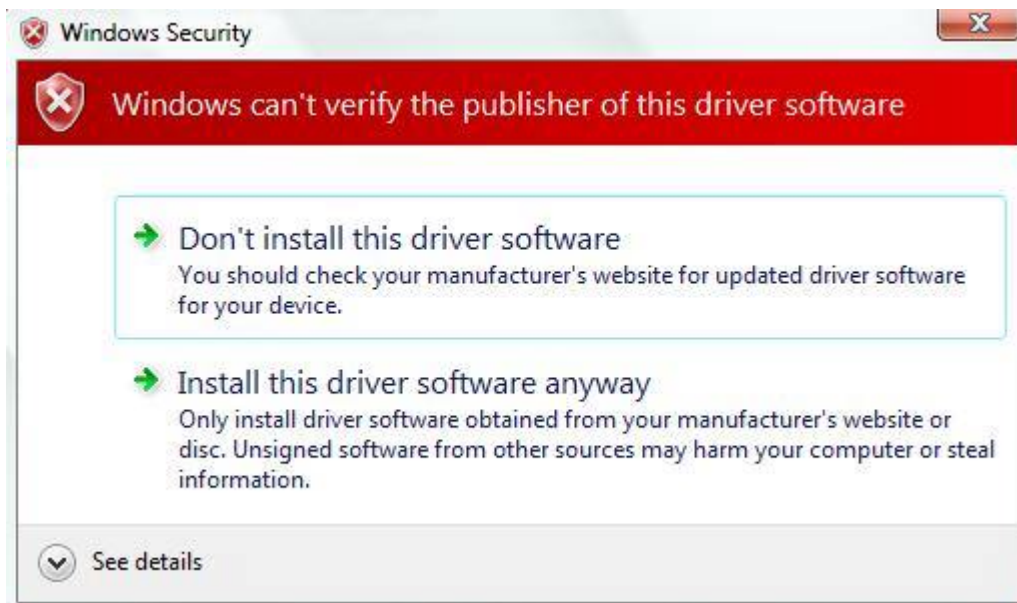 Windows Security
Windows can't verify the publisher of this driver software
Don't install this driver software
You should check your manufacturer's website for updated driver software
for your device.
Install this driver software anyway
Only install driver software obtained from your manufacturer's website or
disc. Unsigned software from other sources may harm your computer or steal
information.
See details